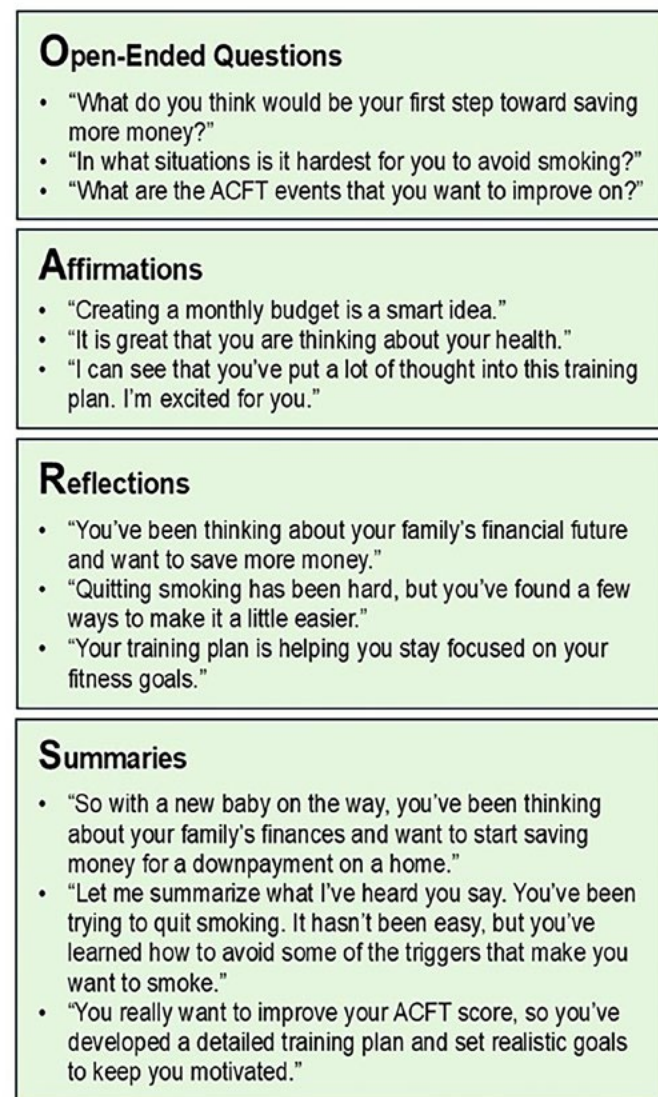 Open-Ended Questions
• “What do you think would be your first step toward saving
more money?”
• “In what situations is it hardest for you to avoid smoking?”
• “What are the ACFT events that you want to improve on?”
Affirmations
• “Creating a monthly budget is a smart idea.”
• “It is great that you are thinking about your health.”
• “I can see that you’ve put a lot of thought into this training
plan. I’m excited for you.”
Reflections
• “You’ve been thinking about your family’s financial future
and want to save more money.”
• “Quitting smoking has been hard, but you’ve found a few
ways to make it a little easier.”
• “Your training plan is helping you stay focused on your
fitness goals.”
Summaries
• “So with a new baby on the way, you’ve been thinking
about your family’s finances and want to start saving
money for a downpayment on a home.”
• “Let me summarize what I’ve heard you say. You’ve been
trying to quit smoking. It hasn’t been easy, but you’ve
learned how to avoid some of the triggers that make you
want to smoke.”
• “You really want to improve your ACFT score, so you’ve
developed a detailed training plan and set realistic goals
to keep you motivated.”